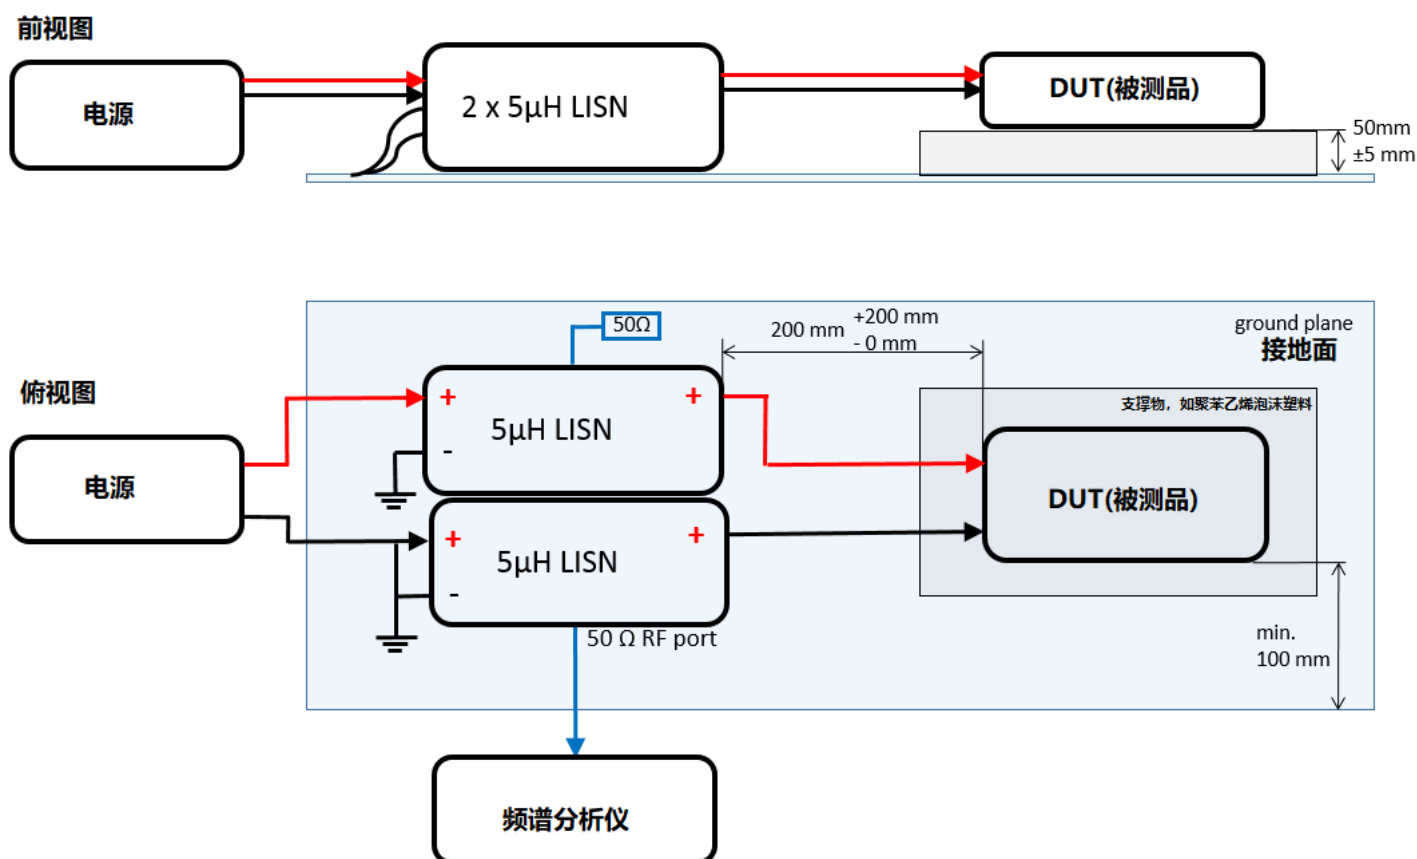 前视图
电源
2 x 5µH LISN
DUT(被测品)
50mm
±5 mm
俯视图
50Ω
200 mm
+200 mm
- 0 mm
ground plane
接地面
支撑物，如聚苯乙烯泡沫塑料
电源
+
+
5µH LISN
-
+
+
5µH LISN
-
DUT(被测品)
50 Ω RF port
min.
100 mm
频谱分析仪